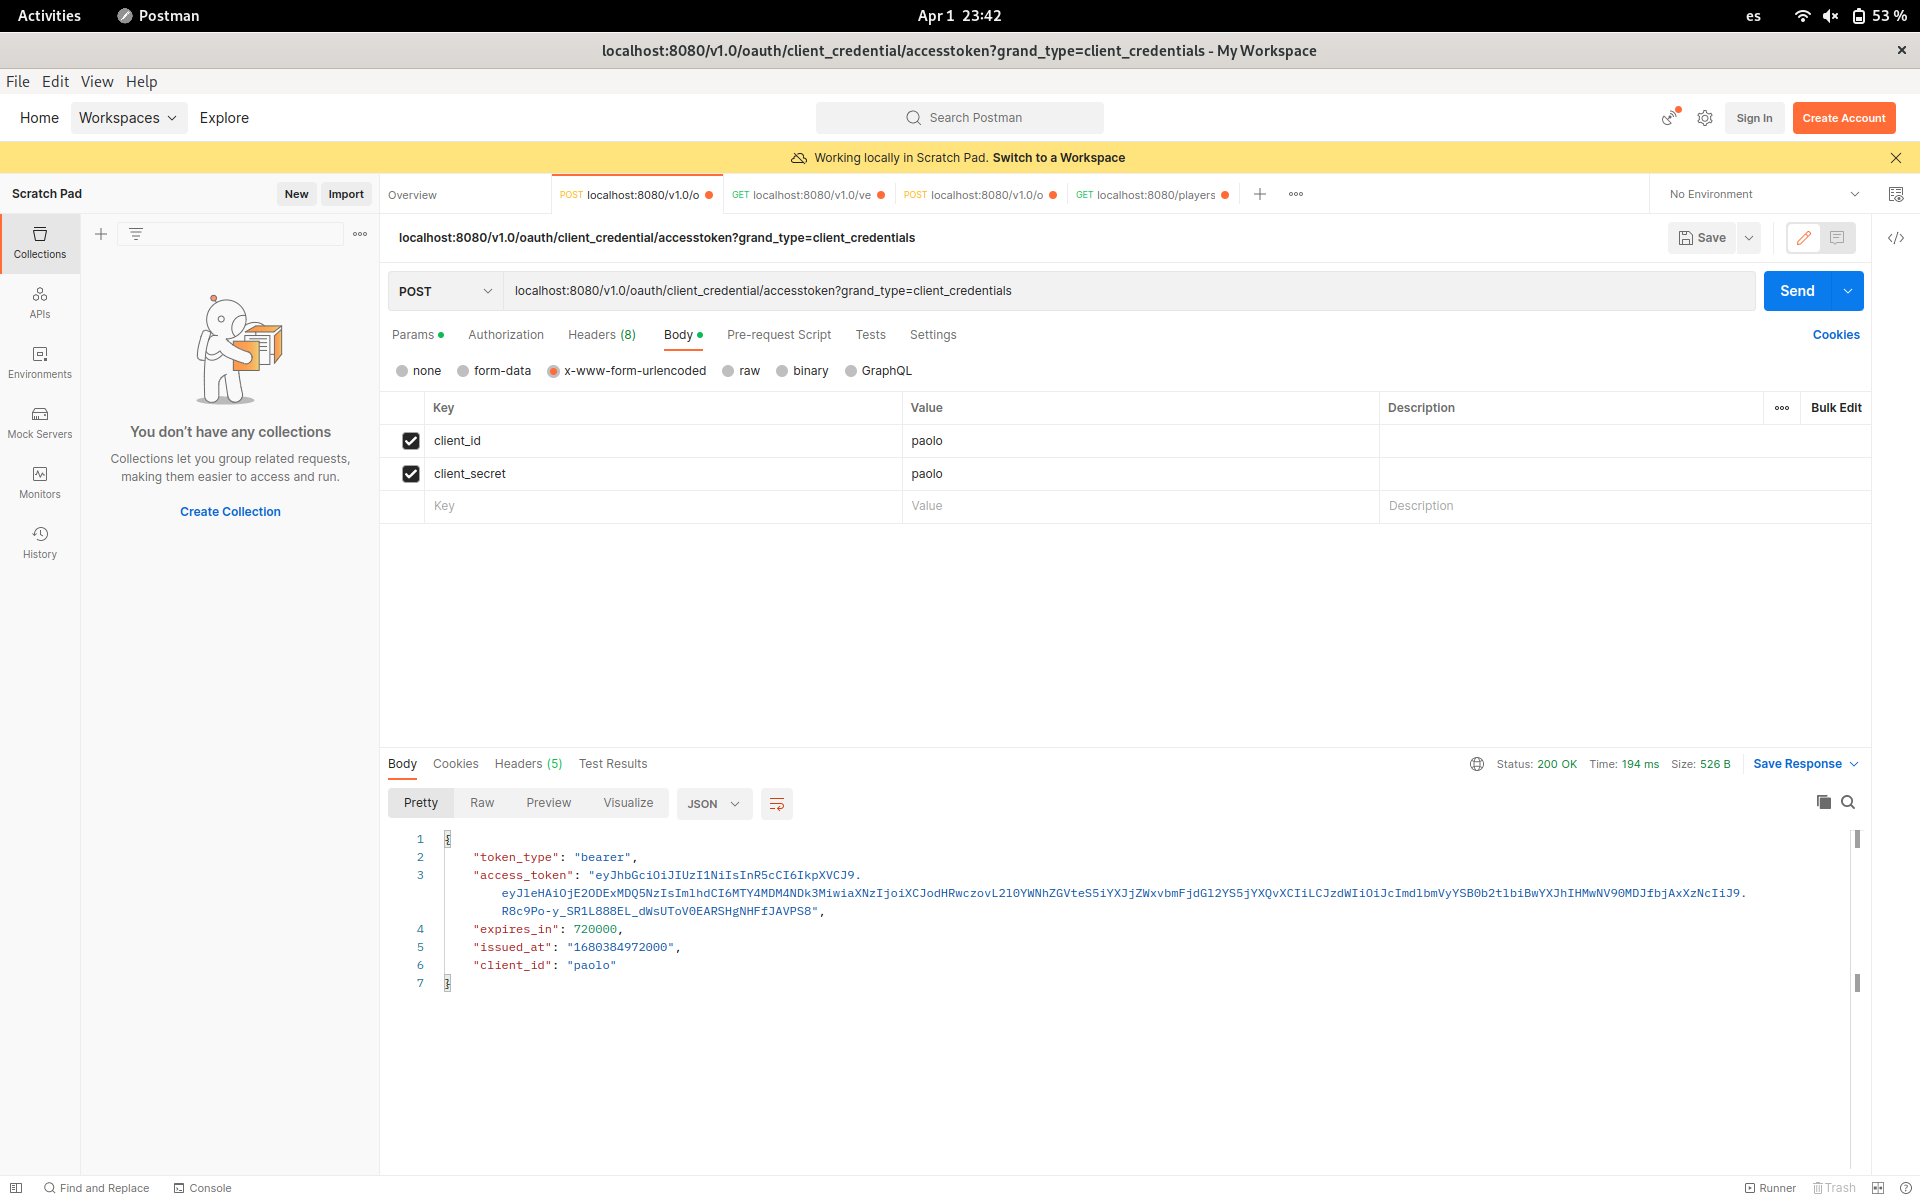 Activities Postman Apr 1 23:42 es 53 %
localhost:8080/v1.0/oauth/client_credential/accesstoken?grand_type=client_credentials - My Workspace
File Edit View Help
Home Workspaces Explore Search Postman Sign In Create Account
Working locally in Scratch Pad. Switch to a Workspace
Scratch Pad New Import Overview POST localhost:8080/v1.0/o GET localhost:8080/v1.0/ve POST localhost:8080/v1.0/o GET localhost:8080/players No Environment
Collections
localhost:8080/v1.0/oauth/client_credential/accesstoken?grand_type=client_credentials Save
POST localhost:8080/v1.0/oauth/client_credential/accesstoken?grand_type=client_credentials Send
APIs
Params Authorization Headers (8) Body Pre-request Script Tests Settings Cookies
Environments
none form-data x-www-form-urlencoded raw binary GraphQL
Key Value Description Bulk Edit
Mock Servers
You don’t have any collections
client_id paolo
Collections let you group related requests,
making them easier to access and run.
client_secret paolo
Monitors
Create Collection
Key Value Description
History
Body Cookies Headers (5) Test Results Status: 200 OK Time: 194 ms Size: 526 B Save Response
Pretty Raw Preview Visualize JSON
1 {
2 "token_type": "bearer",
3 "access_token": "eyJhbGciOiJIUzI1NiIsInR5cCI6IkpXVCJ9.
eyJleHAiOjE2ODExMDQ5NzIsImlhdCI6MTY4MDM4NDk3MiwiaXNzIjoiXCJodHRwczovL2l0YWNhZGVteS5iYXJjZWxvbmFjdGl2YS5jYXQvXCIiLCJzdWIiOiJcImdlbmVyYSB0b2tlbiBwYXJhIHMwNV90MDJfbjAxXzNcIiJ9.
R8c9Po-y_SR1L888EL_dWsUToV0EARSHgNHFfJAVPS8",
4 "expires_in": 720000,
5 "issued_at": "1680384972000",
6 "client_id": "paolo"
7 }
Find and Replace Console Runner Trash